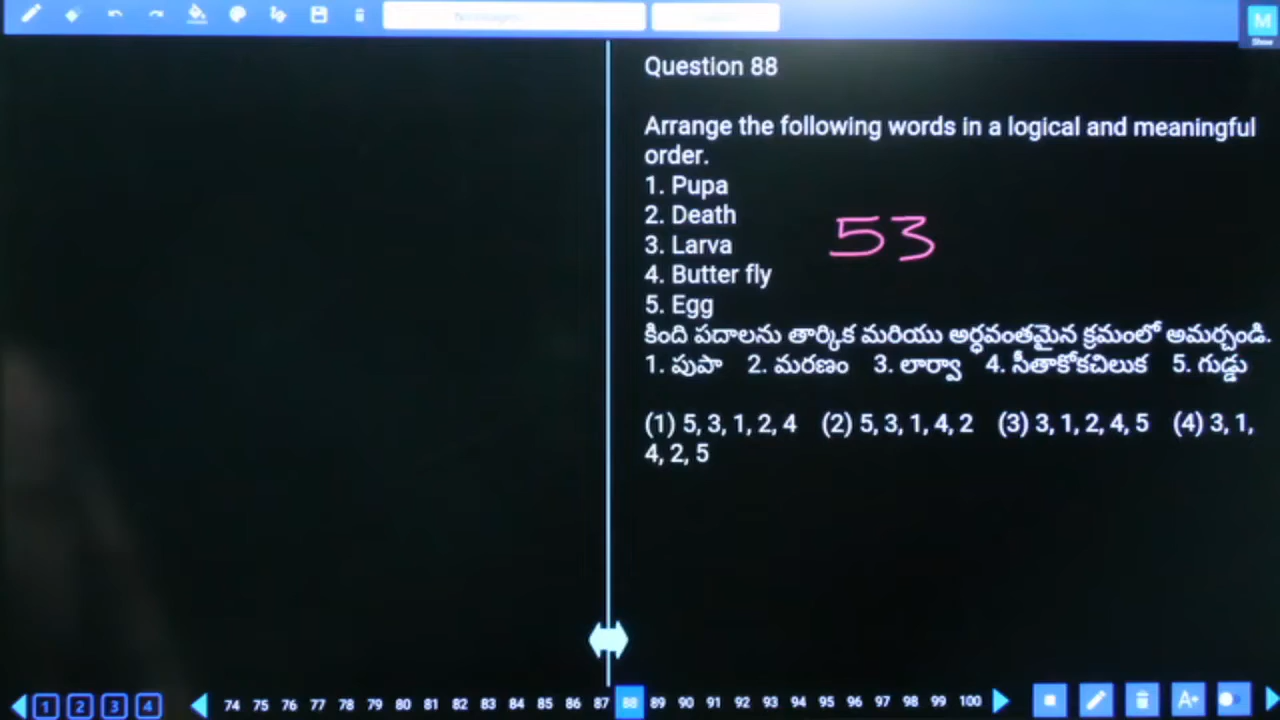 M
Show
Question 88
Arrange the following words in a logical and meaningful
order.
1. Pupa
2. Death
3. Larva
4. Butter fly
5. Egg
53
కింది పదాలను తార్కిక మరియు అర్ధవంతమైన క్రమంలో అమర్చండి.
1. పుపా 2. మరణం 3. లార్వా 4. సీతాకోకచిలుక 5. గుడ్డు
(1) 5, 3, 1, 2, 4 (2) 5, 3, 1, 4, 2 (3) 3, 1, 2, 4, 5 (4) 3, 1,
4, 2, 5
1 2 3 4 74 75 76 77 78 79 80 81 82 83 84 85 86 87 88 89 90 91 92 93 94 95 96 97 98 99 100 A+